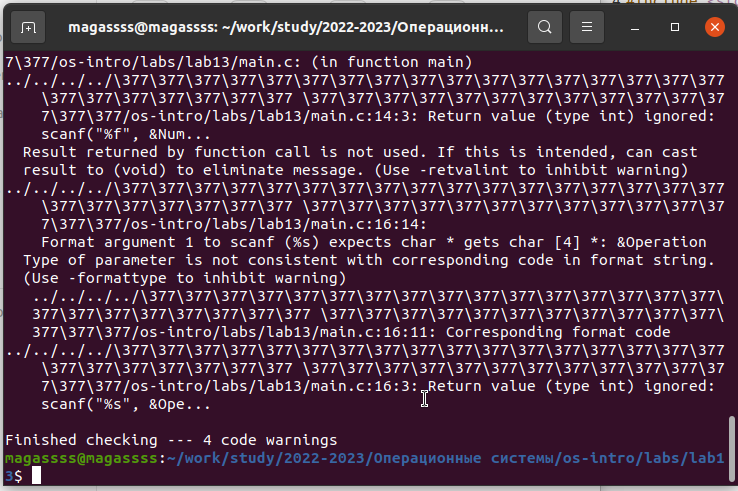 magassss@magassss: ~/work/study/2022-2023/Операционн...
7\377/os-intro/labs/lab13/main.c: (in function main)
../../../../\377\377\377\377\377\377\377\377\377\377\377\377\377\377\377\377\377
\377\377\377\377\377\377\377 \377\377\377\377\377\377\377\377\377\377\377\37
7\377\377/os-intro/labs/lab13/main.c:14:3: Return value (type int) ignored:
scanf("%f", &Num...
Result returned by function call is not used. If this is intended, can cast
result to (void) to eliminate message. (Use -retvalint to inhibit warning)
../../../../\377\377\377\377\377\377\377\377\377\377\377\377\377\377\377\377\377
\377\377\377\377\377\377\377 \377\377\377\377\377\377\377\377\377\377\377\37
7\377\377/os-intro/labs/lab13/main.c:16:14:
Format argument 1 to scanf (%s) expects char * gets char [4] *: &Operation
Type of parameter is not consistent with corresponding code in format string.
(Use -formattype to inhibit warning)
../../../../\377\377\377\377\377\377\377\377\377\377\377\377\377\377\377\377\
377\377\377\377\377\377\377\377 \377\377\377\377\377\377\377\377\377\377\377\
377\377\377/os-intro/labs/lab13/main.c:16:11: Corresponding format code
../../../../\377\377\377\377\377\377\377\377\377\377\377\377\377\377\377\377\377
\377\377\377\377\377\377\377 \377\377\377\377\377\377\377\377\377\377\377\37
7\377\377/os-intro/labs/lab13/main.c:16:3: Return value (type int) ignored:
scanf("%s", &Ope...
Finished checking --- 4 code warnings
magassss@magassss:~/work/study/2022-2023/Операционные системы/os-intro/labs/lab1
3$